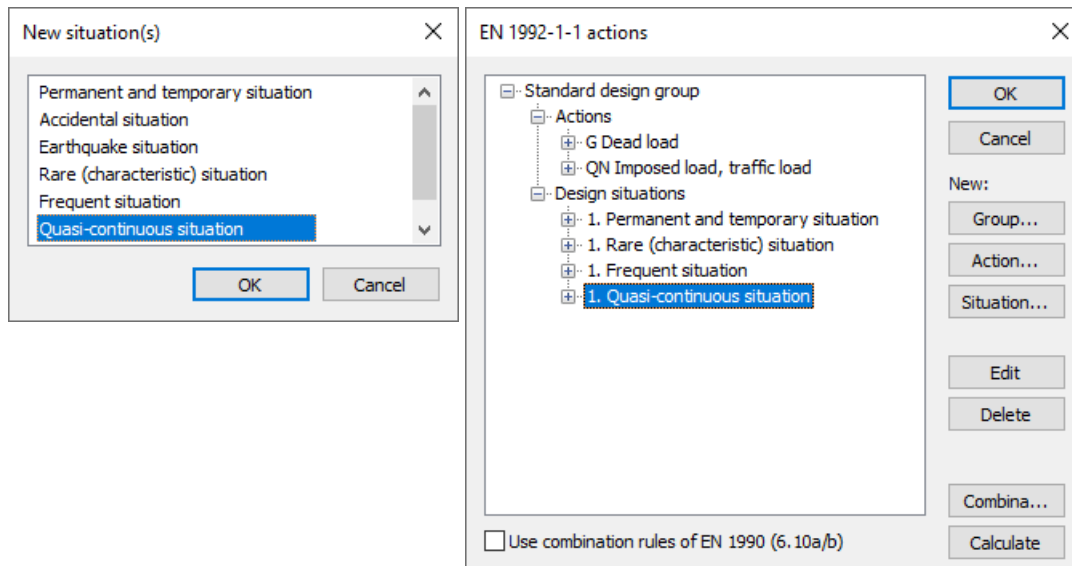 New situation(s)
Permanent and temporary situation
Accidental situation
Earthquake situation
Rare (characteristic) situation
Frequent situation
Quasi-continuous situation
OK
Cancel
EN 1992-1-1 actions
Standard design group
Actions
G Dead load
QN Imposed load, traffic load
Design situations
1. Permanent and temporary situation
1. Rare (characteristic) situation
1. Frequent situation
1. Quasi-continuous situation
Use combination rules of EN 1990 (6.10a/b)
OK
Cancel
New:
Group...
Action...
Situation...
Edit
Delete
Combina...
Calculate